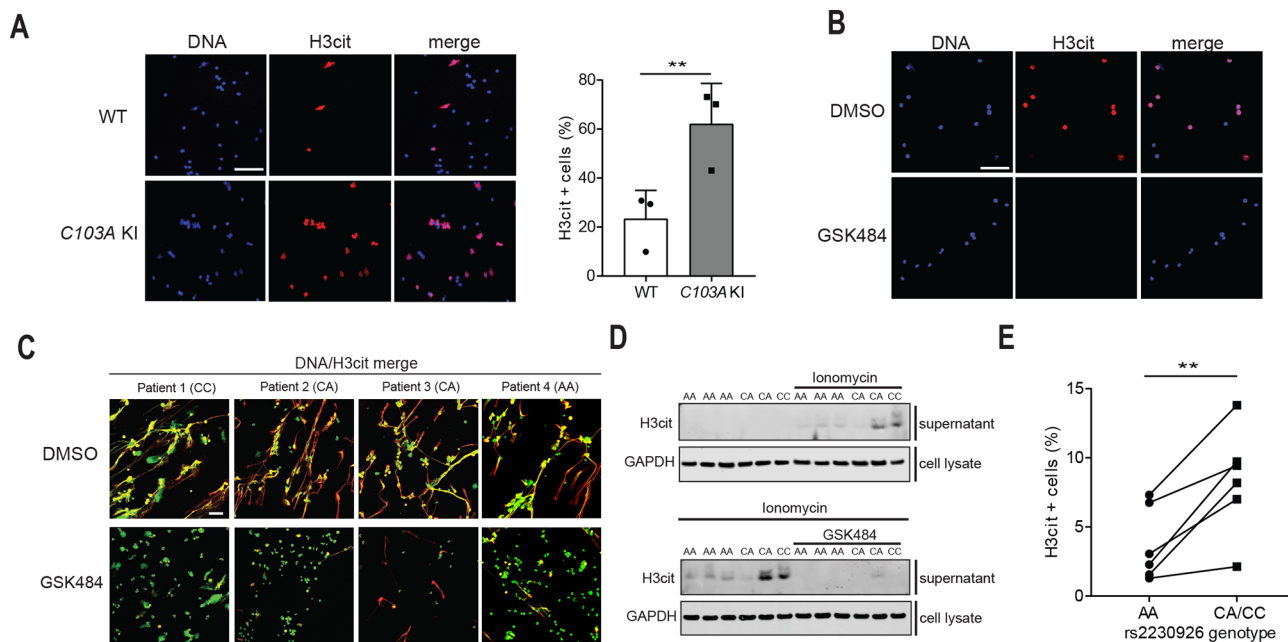 A
DNA H3cit merge
WT
C103A KI
**
H3cit + cells (%)
80
60
40
20
0
WT C103A KI
B
DNA H3cit merge
DMSO
GSK484
C
DNA/H3cit merge
Patient 1 (CC) Patient 2 (CA) Patient 3 (CA) Patient 4 (AA)
DMSO
GSK484
D
Ionomycin
AA AA AA CA CA CC AA AA AA CA CA CC
H3cit supernatant
GAPDH cell lysate
Ionomycin
GSK484
AA AA AA CA CA CC AA AA AA CA CA CC
H3cit supernatant
GAPDH cell lysate
E
**
H3cit + cells (%)
15
10
5
0
AA CA/CC
rs2230926 genotype